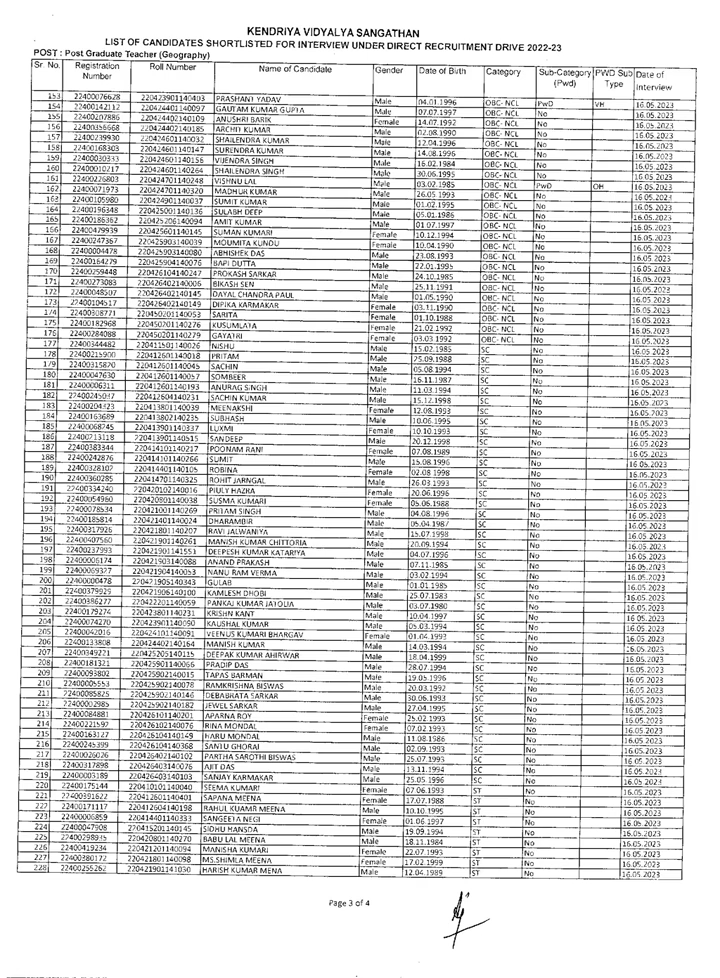 KENDRIYA VIDYALYA SANGATHAN
LIST OF CANDIDATES SHORTLISTED FOR INTERVIEW UNDER DIRECT RECRUITMENT DRIVE 2022-23
POST : Post Graduate Teacher (Geography)
Sr. No. Registration Number Roll Number Name of Candidate Gender Date of Birth Category Sub-Category (Pwd) PWD Sub Type Date of Interview
153 22400076628 220423901140403 PRASHANT YADAV Male 04.01.1996 OBC- NCL PwD VH 16.05.2023
154 22400142112 220424401140097 GAUTAM KUMAR GUPTA Male 07.07.1997 OBC- NCL No 16.05.2023
155 22400207886 220424402140109 ANUSHRI BARIK Female 14.07.1992 OBC- NCL No 16.05.2023
156 22400356668 220424402140185 ARCHIT KUMAR Male 02.08.1990 OBC- NCL No 16.05.2023
157 22400239930 220424601140032 SHAILENDRA KUMAR Male 12.04.1996 OBC- NCL No 16.05.2023
158 22400168303 220424601140147 SURENDRA KUMAR Male 14.08.1996 OBC- NCL No 16.05.2023
159 22400030333 220424601140156 VIJENDRA SINGH Male 16.02.1984 OBC- NCL No 16.05.2023
160 22400010217 220424601140264 SHAILENDRA SINGH Male 30.06.1995 OBC- NCL No 16.05.2023
161 22400226803 220424701140248 VISHNU LAL Male 03.02.1985 OBC- NCL PwD OH 16.05.2023
162 22400071973 220424701140320 MADHUR KUMAR Male 26.05.1993 OBC- NCL No 16.05.2023
163 22400105980 220424901140037 SUMIT KUMAR Male 01.02.1995 OBC- NCL No 16.05.2023
164 22400196348 220425001140136 SULABH DEEP Male 05.01.1986 OBC- NCL No 16.05.2023
165 22400186362 220425206140094 AMIT KUMAR Male 01.07.1997 OBC- NCL No 16.05.2023
166 22400479939 220425601140145 SUMAN KUMARI Female 10.12.1994 OBC- NCL No 16.05.2023
167 22400247367 220425903140039 MOUMITA KUNDU Female 10.04.1990 OBC- NCL No 16.05.2023
168 22400004478 220425903140080 ABHISHEK DAS Male 23.08.1993 OBC- NCL No 16.05.2023
169 22400164279 220425904140076 BAPI DUTTA Male 22.01.1995 OBC- NCL No 16.05.2023
170 22400259448 220426104140247 PROKASH SARKAR Male 24.10.1985 OBC- NCL No 16.05.2023
171 22400273083 220426402140006 BIKASH SEN Male 25.11.1991 OBC- NCL No 16.05.2023
172 22400048507 220426402140145 DAYAL CHANDRA PAUL Male 01.05.1990 OBC- NCL No 16.05.2023
173 22400104517 220426402140149 DIPIKA KARMAKAR Female 03.11.1990 OBC- NCL No 16.05.2023
174 22400308771 220450201140053 SARITA Female 01.10.1988 OBC- NCL No 16.05.2023
175 22400182968 220450201140276 KUSUMLATA Female 21.02.1992 OBC- NCL No 16.05.2023
176 22400284088 220450201140279 GAYATRI Female 03.03.1992 OBC- NCL No 16.05.2023
177 22400344482 220411501140026 NISHU Male 15.02.1985 SC No 16.05.2023
178 22400215900 220412601140018 PRITAM Male 25.09.1988 SC No 16.05.2023
179 22400315870 220412601140045 SACHIN Male 05.08.1994 SC No 16.05.2023
180 22400047630 220412601140057 SOMBEER Male 16.11.1987 SC No 16.05.2023
181 22400006311 220412601140193 ANURAG SINGH Male 11.03.1994 SC No 16.05.2023
182 22400245037 220412604140231 SACHIN KUMAR Male 15.12.1998 SC No 16.05.2023
183 22400204323 220413801140039 MEENAKSHI Female 12.08.1993 SC No 16.05.2023
184 22400163689 220413802140235 SUBHASH Male 10.06.1995 SC No 16.05.2023
185 22400068745 220413901140337 LUXMI Female 10.10.1993 SC No 16.05.2023
186 22400713118 220413901140515 SANDEEP Male 20.12.1998 SC No 16.05.2023
187 22400383344 220414101140217 POONAM RANI Female 07.08.1989 SC No 16.05.2023
188 22400242876 220414101140266 SUMIT Male 15.08.1996 SC No 16.05.2023
189 22400328107 220414401140105 ROBINA Female 02.08.1998 SC No 16.05.2023
190 22400360285 220414701140325 ROHIT JARNGAL Male 26.03.1993 SC No 16.05.2023
191 22400334240 220420102140016 PIULY HAZRA Female 20.06.1996 SC No 16.05.2023
192 22400054960 220420801140038 SUSMA KUMARI Female 05.06.1988 SC No 16.05.2023
193 22400078534 220421001140269 PRITAM SINGH Male 04.08.1996 SC No 16.05.2023
194 22400185814 220421401140024 DHARAMBIR Male 05.04.1987 SC No 16.05.2023
195 22400317926 220421801140207 RAVI JALWANIYA Male 15.07.1998 SC No 16.05.2023
196 22400407560 220421901140261 MANISH KUMAR CHITTORIA Male 20.09.1994 SC No 16.05.2023
197 22400237993 220421901141551 DEEPESH KUMAR KATARIYA Male 04.07.1996 SC No 16.05.2023
198 22400006174 220421903140088 ANAND PRAKASH Male 07.11.1985 SC No 16.05.2023
199 22400069327 220421904140053 NANU RAM VERMA Male 03.02.1994 SC No 16.05.2023
200 22400000478 220421905140343 GULAB Male 01.01.1985 SC No 16.05.2023
201 22400379925 220421906140100 KAMLESH DHOBI Male 25.07.1983 SC No 16.05.2023
202 22400386277 220422201140059 PANKAJ KUMAR JATOLIA Male 03.07.1980 SC No 16.05.2023
203 22400179274 220423801140231 KRISHN KANT Male 10.04.1997 SC No 16.05.2023
204 22400074270 220423901140090 KAUSHAL KUMAR Male 05.03.1994 SC No 16.05.2023
205 22400042016 220424101140091 VEENUS KUMARI BHARGAV Female 01.04.1993 SC No 16.05.2023
206 22400133808 220424402140164 MANISH KUMAR Male 14.03.1994 SC No 16.05.2023
207 22400349221 220425205140115 DEEPAK KUMAR AHIRWAR Male 18.04.1999 SC No 16.05.2023
208 22400181321 220425901140066 PRADIP DAS Male 28.07.1994 SC No 16.05.2023
209 22400093802 220425902140015 TAPAS BARMAN Male 19.05.1996 SC No 16.05.2023
210 22400005553 220425902140078 RAMKRISHNA BISWAS Male 20.03.1992 SC No 16.05.2023
211 22400085825 220425902140146 DEBABRATA SARKAR Male 30.06.1993 SC No 16.05.2023
212 22400002985 220425902140182 JEWEL SARKAR Male 27.04.1995 SC No 16.05.2023
213 22400084881 220426101140201 APARNA ROY Female 25.02.1993 SC No 16.05.2023
214 22400221592 220426102140076 RINA MONDAL Female 07.02.1993 SC No 16.05.2023
215 22400163127 220426104140149 HARU MONDAL Male 11.08.1986 SC No 16.05.2023
216 22400245399 220426104140368 SANTU GHORAI Male 02.09.1993 SC No 16.05.2023
217 22400026026 220426402140102 PARTHA SAROTHI BISWAS Male 25.07.1993 SC No 16.05.2023
218 22400317898 220426403140076 AJIT DAS Male 13.11.1994 SC No 16.05.2023
219 22400003189 220426403140103 SANJAY KARMAKAR Male 25.05.1996 SC No 16.05.2023
220 22400175144 220410101140040 SEEMA KUMARI Female 07.06.1993 ST No 16.05.2023
221 22400391622 220412601140401 SAPANA MEENA Female 17.02.1988 ST No 16.05.2023
222 22400171117 220412604140198 RAHUL KUAMR MEENA Male 10.10.1995 ST No 16.05.2023
223 22400006859 220414401140333 SANGEETA NEGI Female 01.06.1997 ST No 16.05.2023
224 22400047908 220415201140145 SIDHU HANSDA Male 19.09.1994 ST No 16.05.2023
225 22400298935 220420801140270 BABU LAL MEENA Male 18.11.1984 ST No 16.05.2023
226 22400419234 220421201140094 MANISHA KUMARI Female 22.07.1993 ST No 16.05.2023
227 22400380172 220421801140098 MS.SHIMLA MEENA Female 17.02.1999 ST No 16.05.2023
228 22400255262 220421901141030 HARISH KUMAR MENA Male 12.04.1989 ST No 16.05.2023
Page 3 of 4